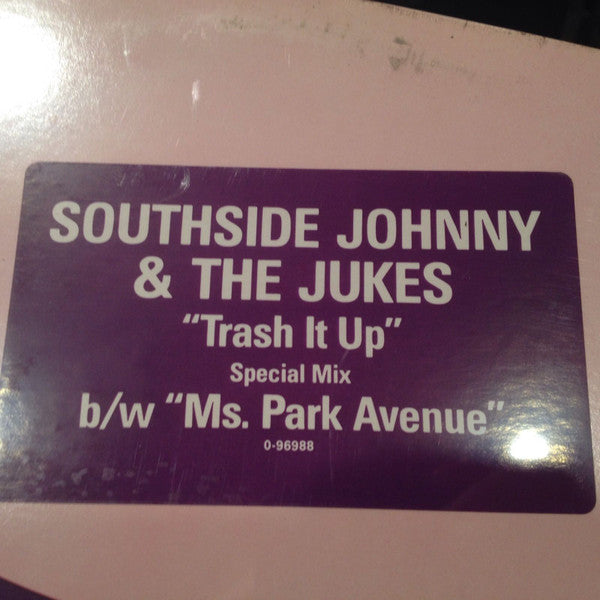 SOUTHSIDE JOHNNY
& THE JUKES
“Trash It Up”
Special Mix
b/w “Ms. Park Avenue”
0-96988